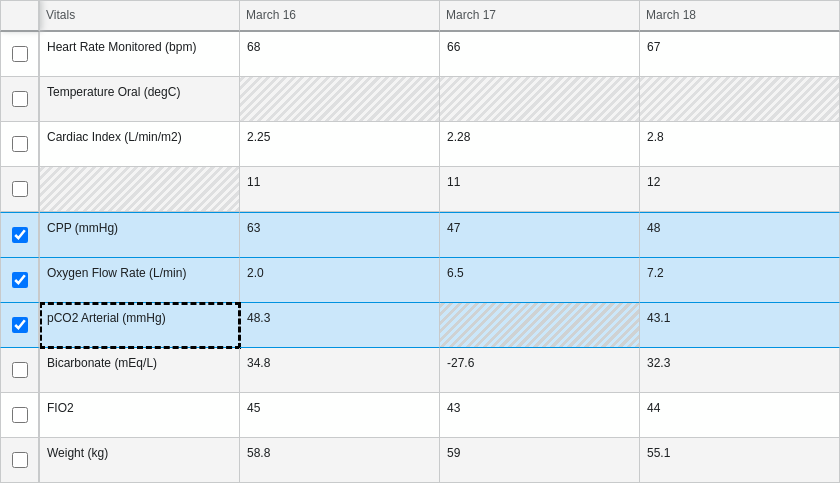 Vitals March 16 March 17 March 18
Heart Rate Monitored (bpm) 68 66 67
Temperature Oral (degC)
Cardiac Index (L/min/m2) 2.25 2.28 2.8
11 11 12
CPP (mmHg) 63 47 48
Oxygen Flow Rate (L/min) 2.0 6.5 7.2
pCO2 Arterial (mmHg) 48.3 43.1
Bicarbonate (mEq/L) 34.8 -27.6 32.3
FIO2 45 43 44
Weight (kg) 58.8 59 55.1